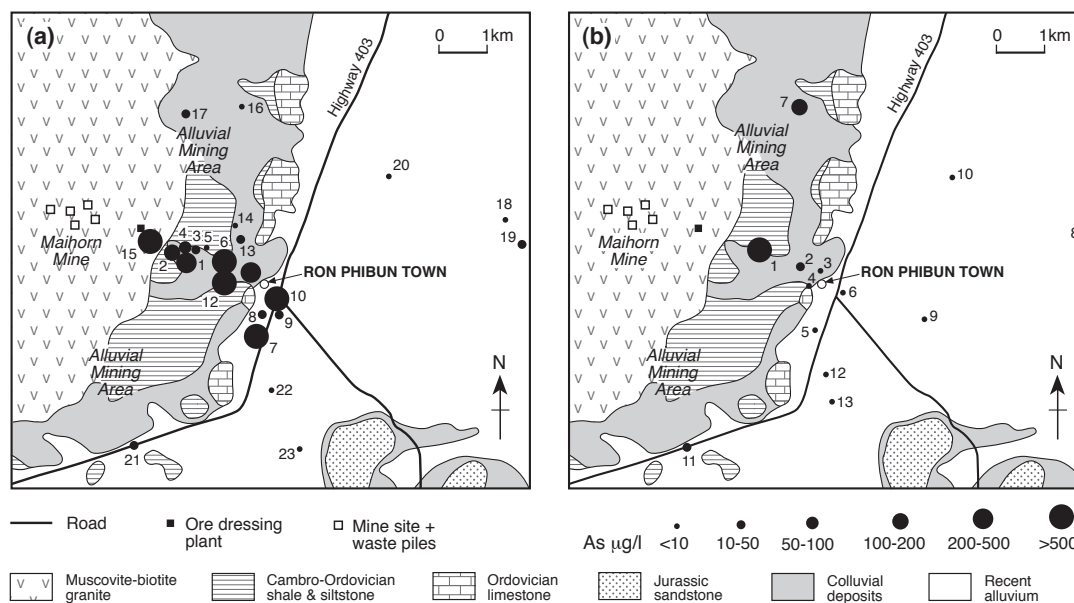 (a)
0 1km
Highway 403
17
16
Alluvial
Mining
Area
20
18
19
Maihorn
Mine
14
4
3
5
6
13
15
2
1
RON PHIBUN TOWN
12
10
8
9
7
Alluvial
Mining
Area
22
N
21
23
(b)
0 1km
Highway 403
7
Alluvial
Mining
Area
10
8
Maihorn
Mine
1
2
3
RON PHIBUN TOWN
4
6
5
9
Alluvial
Mining
Area
12
13
N
11
Road
Ore dressing
plant
Mine site +
waste piles
As µg/l
<10
10-50
50-100
100-200
200-500
>500
Muscovite-biotite
granite
Cambro-Ordovician
shale & siltstone
Ordovician
limestone
Jurassic
sandstone
Colluvial
deposits
Recent
alluvium